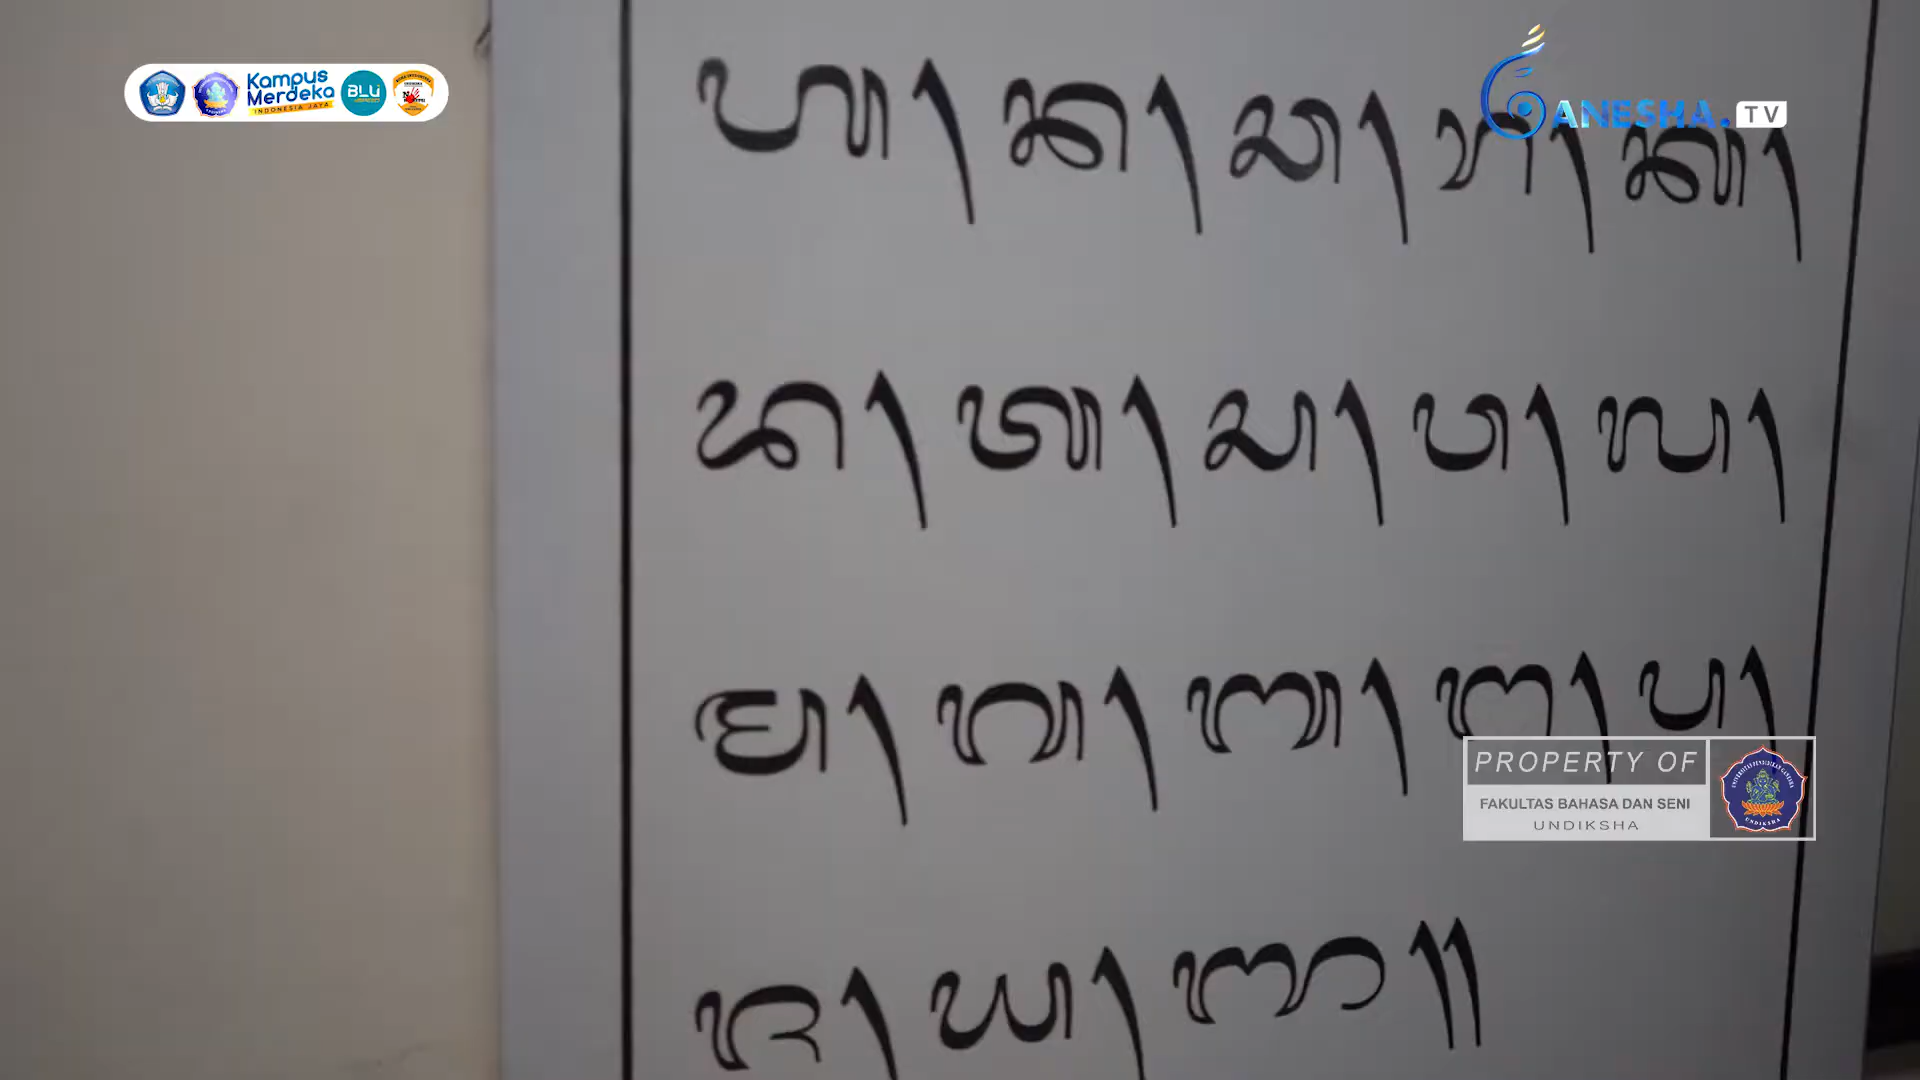 Kampus Merdeka
INDONESIA JAYA
BLU
GANESHA. TV
ᬳ᭞ᬦ᭞ᬘ᭞ᬭ᭞ᬓ᭞
ᬤ᭞ᬢ᭞ᬲ᭞ᬯ᭞ᬮ᭞
ᬫ᭞ᬕ᭞ᬩ᭞ᬗ᭞ᬧ᭞
ᬚ᭞ᬬ᭞ᬜ᭟
PROPERTY OF
FAKULTAS BAHASA DAN SENI
UNDIKSHA